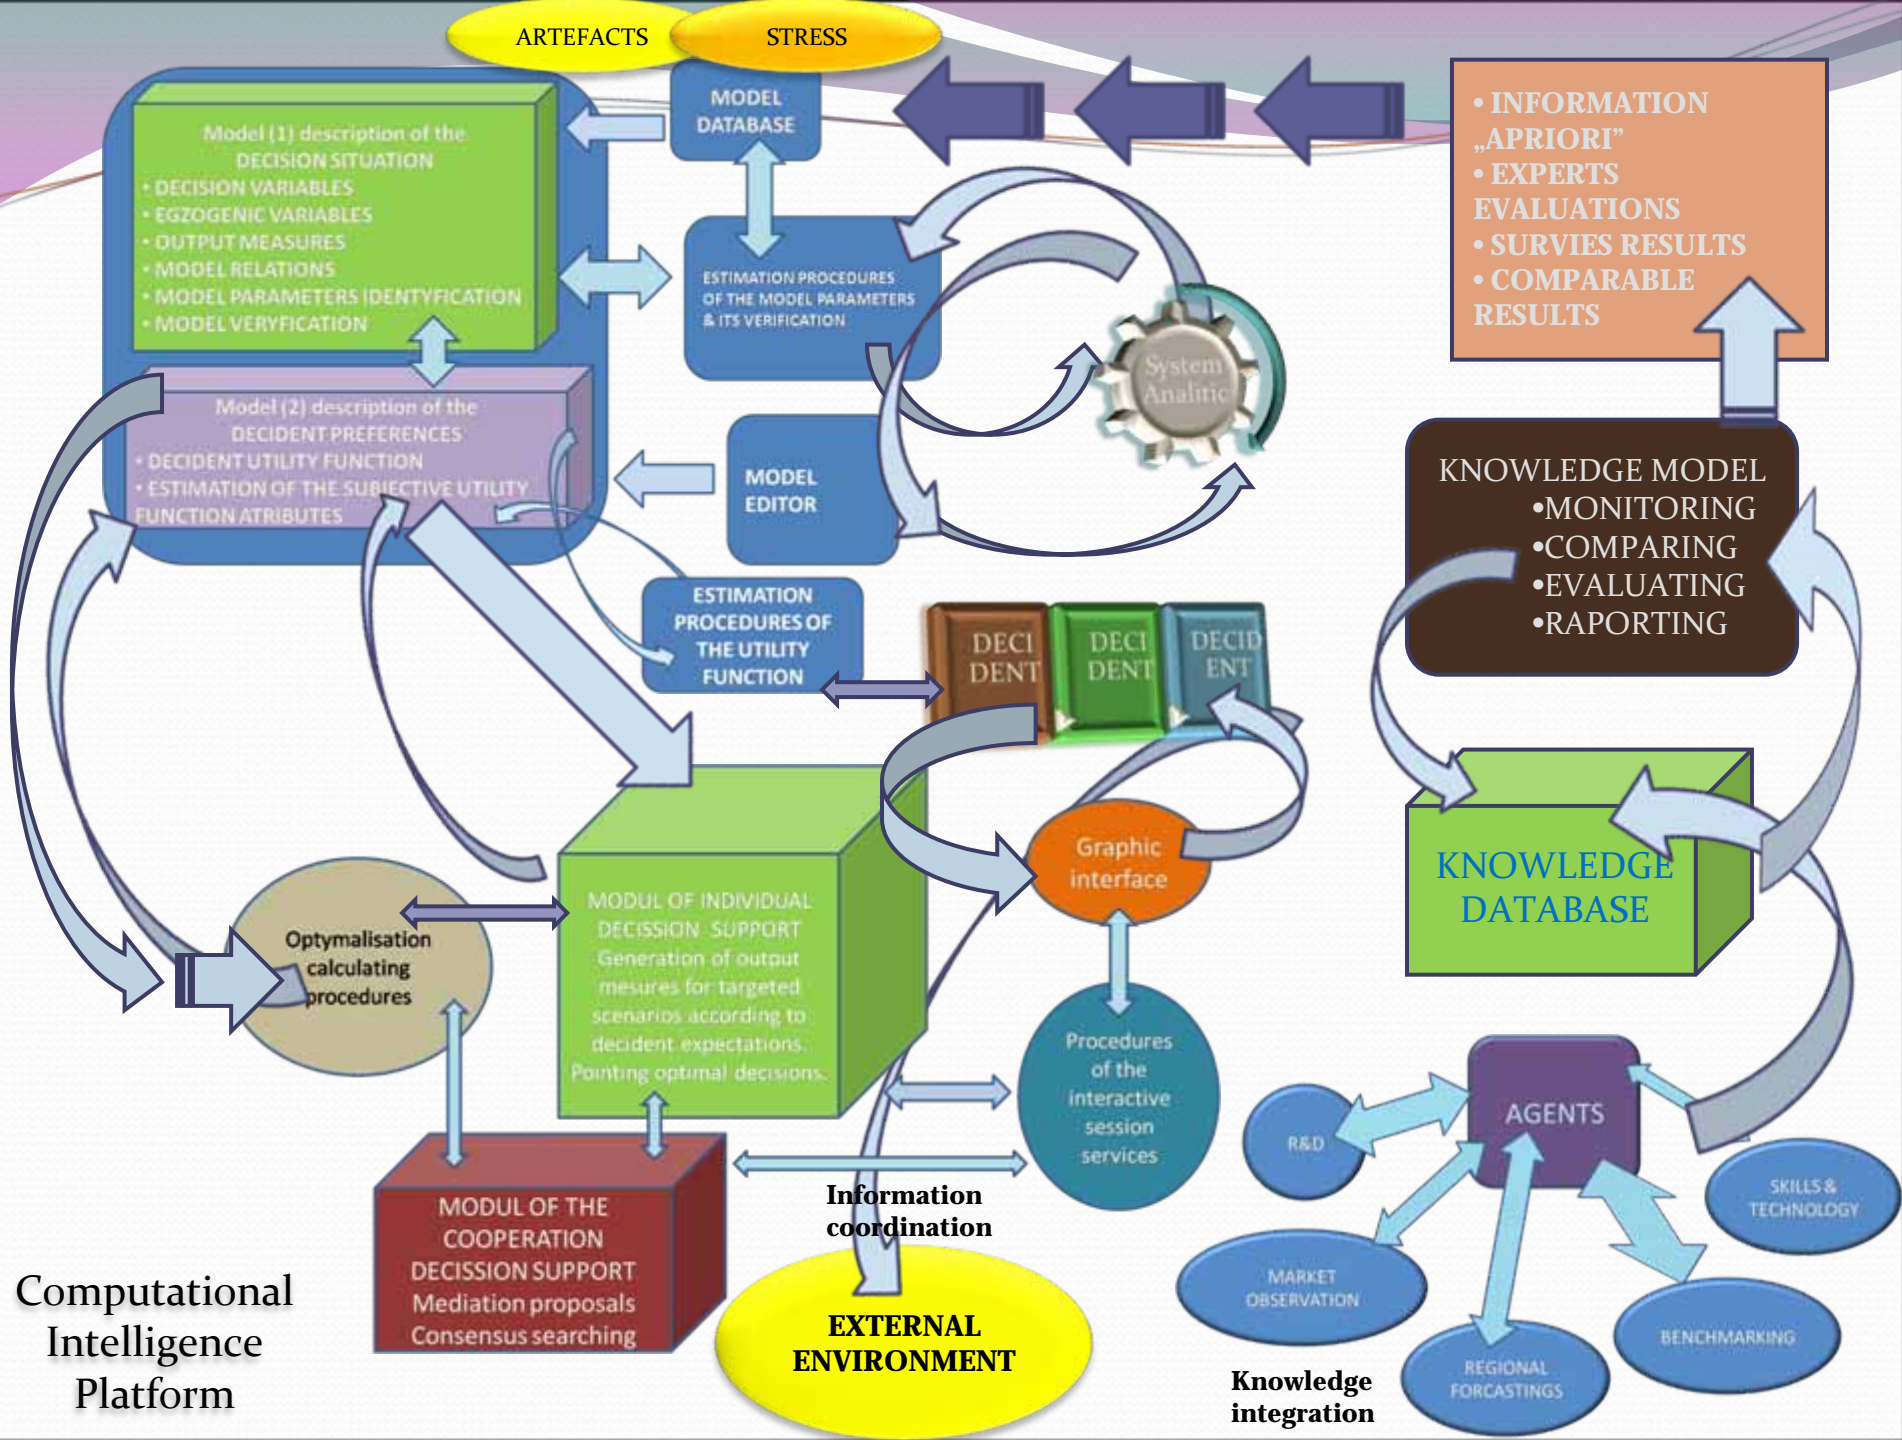 ARTEFACTS
STRESS
MODEL
DATABASE
Model (1) description of the
DECISION SITUATION
• DECISION VARIABLES
• EGZOGENIC VARIABLES
• OUTPUT MEASURES
• MODEL RELATIONS
• MODEL PARAMETERS IDENTYFICATION
• MODEL VERYFICATION
ESTIMATION PROCEDURES
OF THE MODEL PARAMETERS
& ITS VERIFICATION
System
Analitic
• INFORMATION
„APRIORI”
• EXPERTS
EVALUATIONS
• SURVIES RESULTS
• COMPARABLE
RESULTS
Model (2) description of the
DECIDENT PREFERENCES
• DECIDENT UTILITY FUNCTION
• ESTIMATION OF THE SUBJECTIVE UTILITY
FUNCTION ATRIBUTES
MODEL
EDITOR
KNOWLEDGE MODEL
•MONITORING
•COMPARING
•EVALUATING
•RAPORTING
ESTIMATION
PROCEDURES OF
THE UTILITY
FUNCTION
DECI
DENT
DECI
DENT
DECID
ENT
Graphic
interface
KNOWLEDGE
DATABASE
Optymalisation
calculating
procedures
MODUL OF INDIVIDUAL
DECISSION SUPPORT
Generation of output
mesures for targeted
scenarios according to
decident expectations.
Pointing optimal decisions.
Procedures
of the
interactive
session
services
AGENTS
R&D
SKILLS &
TECHNOLOGY
MARKET
OBSERVATION
BENCHMARKING
REGIONAL
FORCASTINGS
Information
coordination
MODUL OF THE
COOPERATION
DECISSION SUPPORT
Mediation proposals
Consensus searching
EXTERNAL
ENVIRONMENT
Knowledge
integration
Computational
Intelligence
Platform